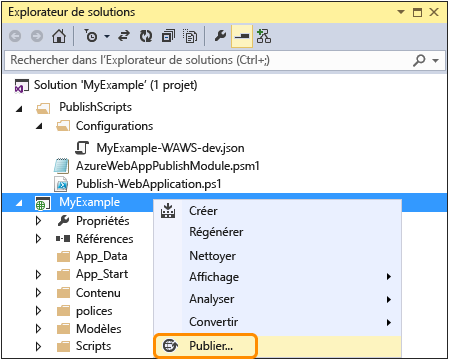 Explorateur de solutions
Rechercher dans l'Explorateur de solutions (Ctrl+;)
Solution 'MyExample' (1 projet)
PublishScripts
Configurations
MyExample-WAWS-dev.json
AzureWebAppPublishModule.psm1
Publish-WebApplication.ps1
MyExample
Propriétés
Références
App_Data
App_Start
Contenu
polices
Modèles
Scripts
Créer
Régénérer
Nettoyer
Affichage
Analyser
Convertir
Publier...